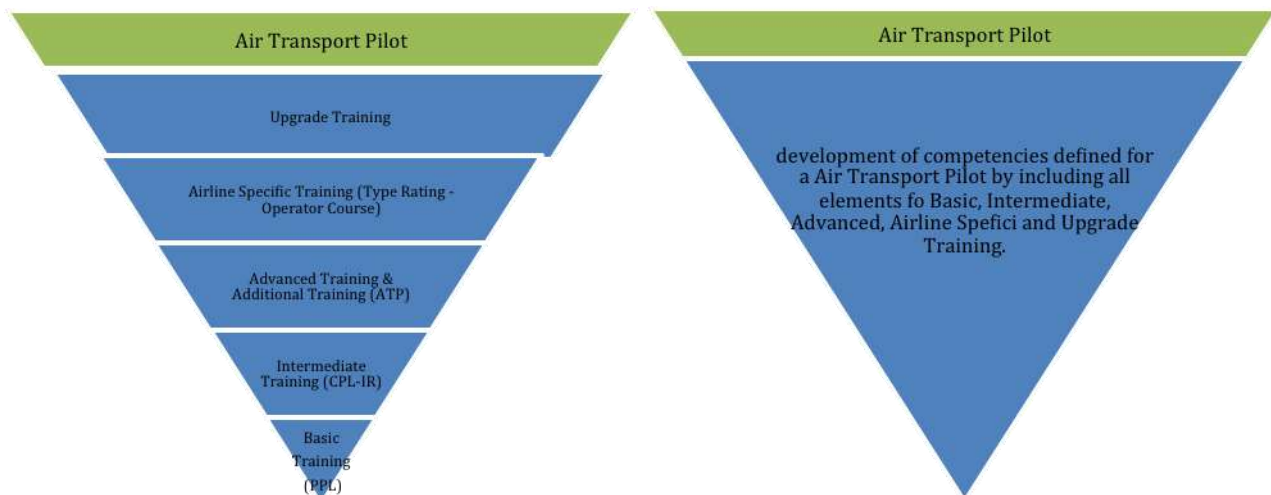 Air Transport Pilot
Upgrade Training
Airline Specific Training (Type Rating -
Operator Course)
Advanced Training &
Additional Training (ATP)
Intermediate
Training (CPL-IR)
Basic
Training
(PPL)
Air Transport Pilot
development of competencies defined for
a Air Transport Pilot by including all
elements fo Basic, Intermediate,
Advanced, Airline Spefici and Upgrade
Training.